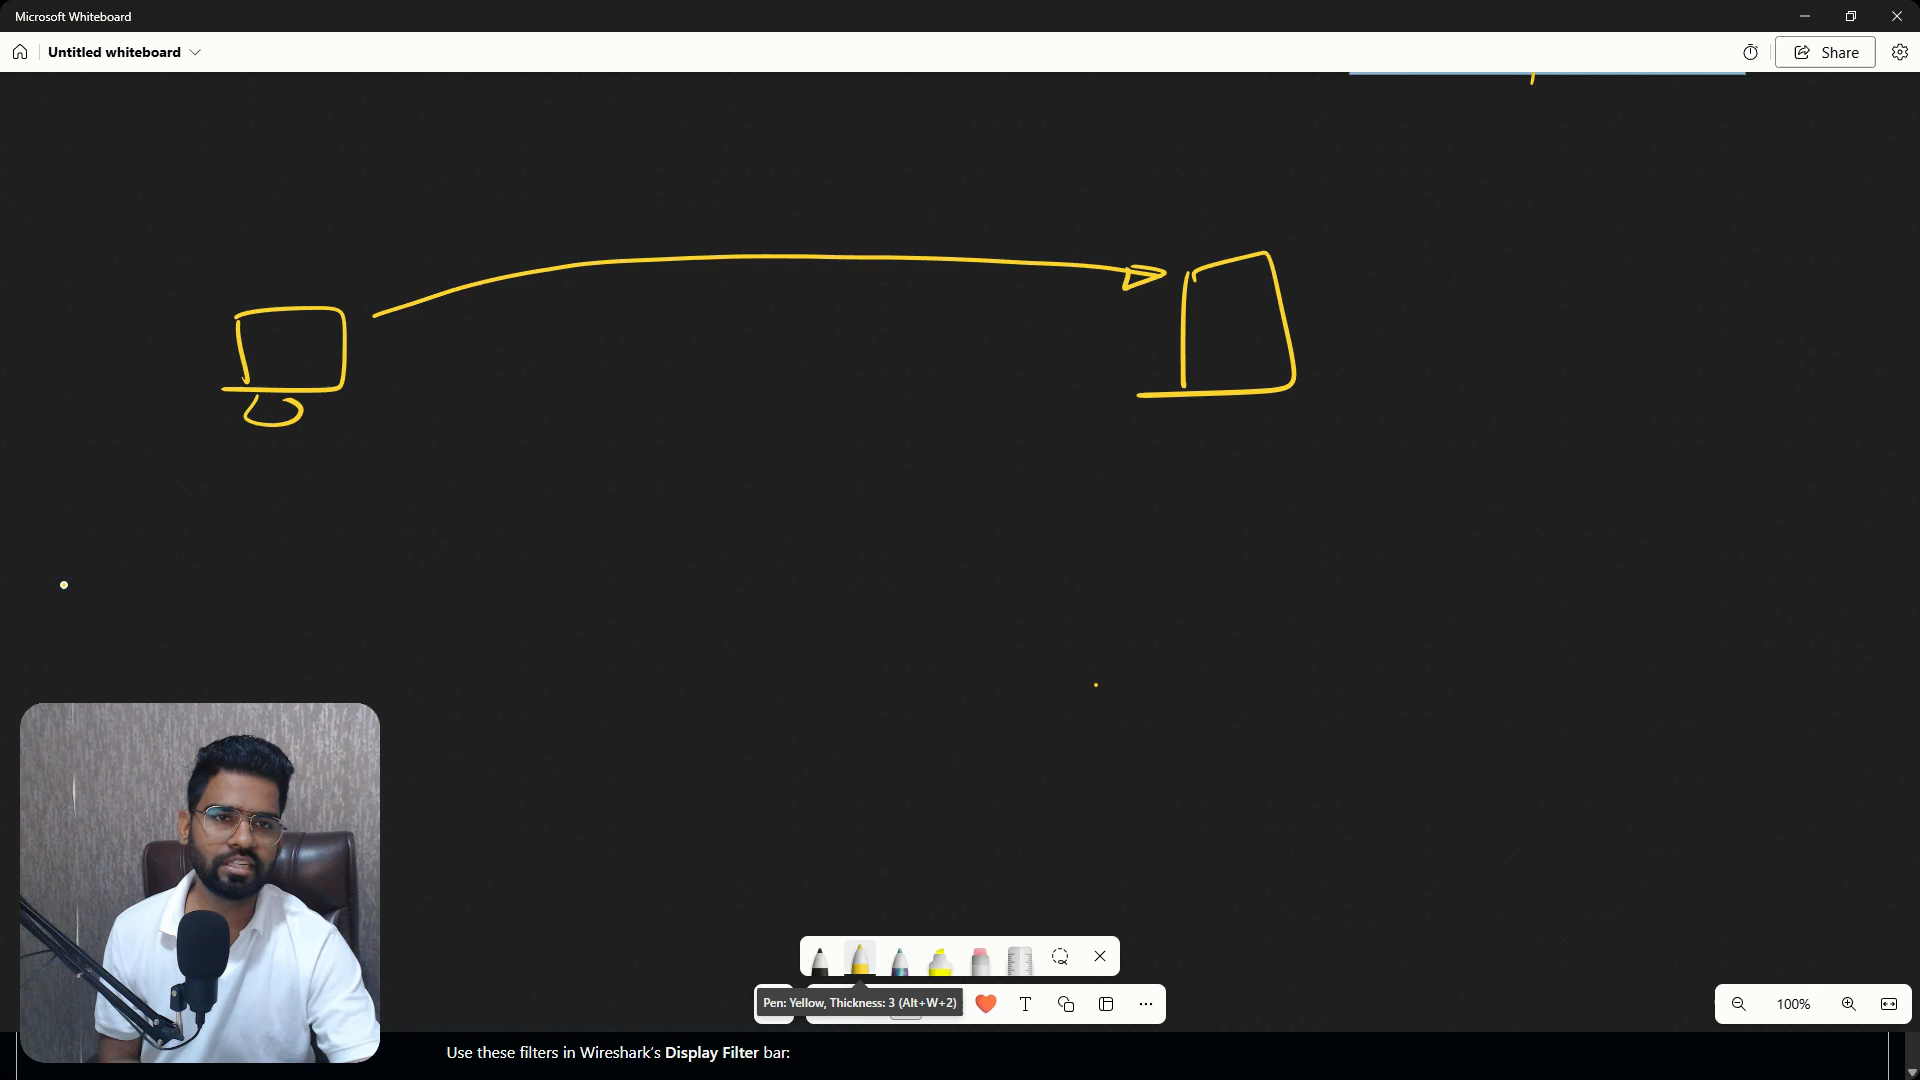 Microsoft Whiteboard
Untitled whiteboard
Share
Pen: Yellow, Thickness: 3 (Alt+W+2)
100%
Use these filters in Wireshark's Display Filter bar: